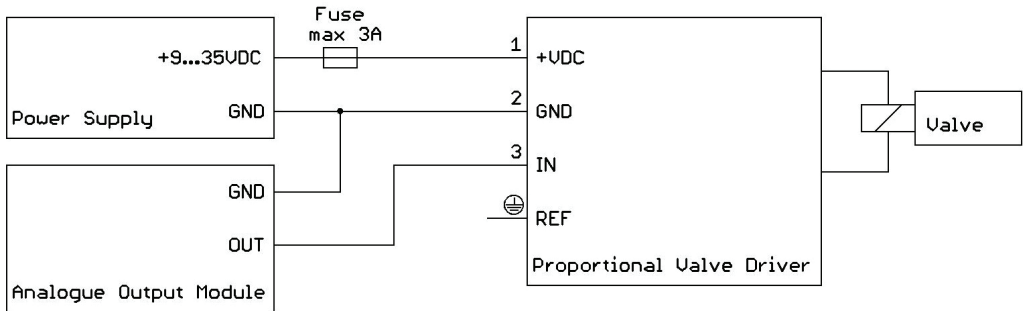 Fuse
max 3A
+9...35VDC
1
+VDC
GND
2
GND
Power Supply
Valve
3
IN
GND
REF
OUT
Proportional Valve Driver
Analogue Output Module